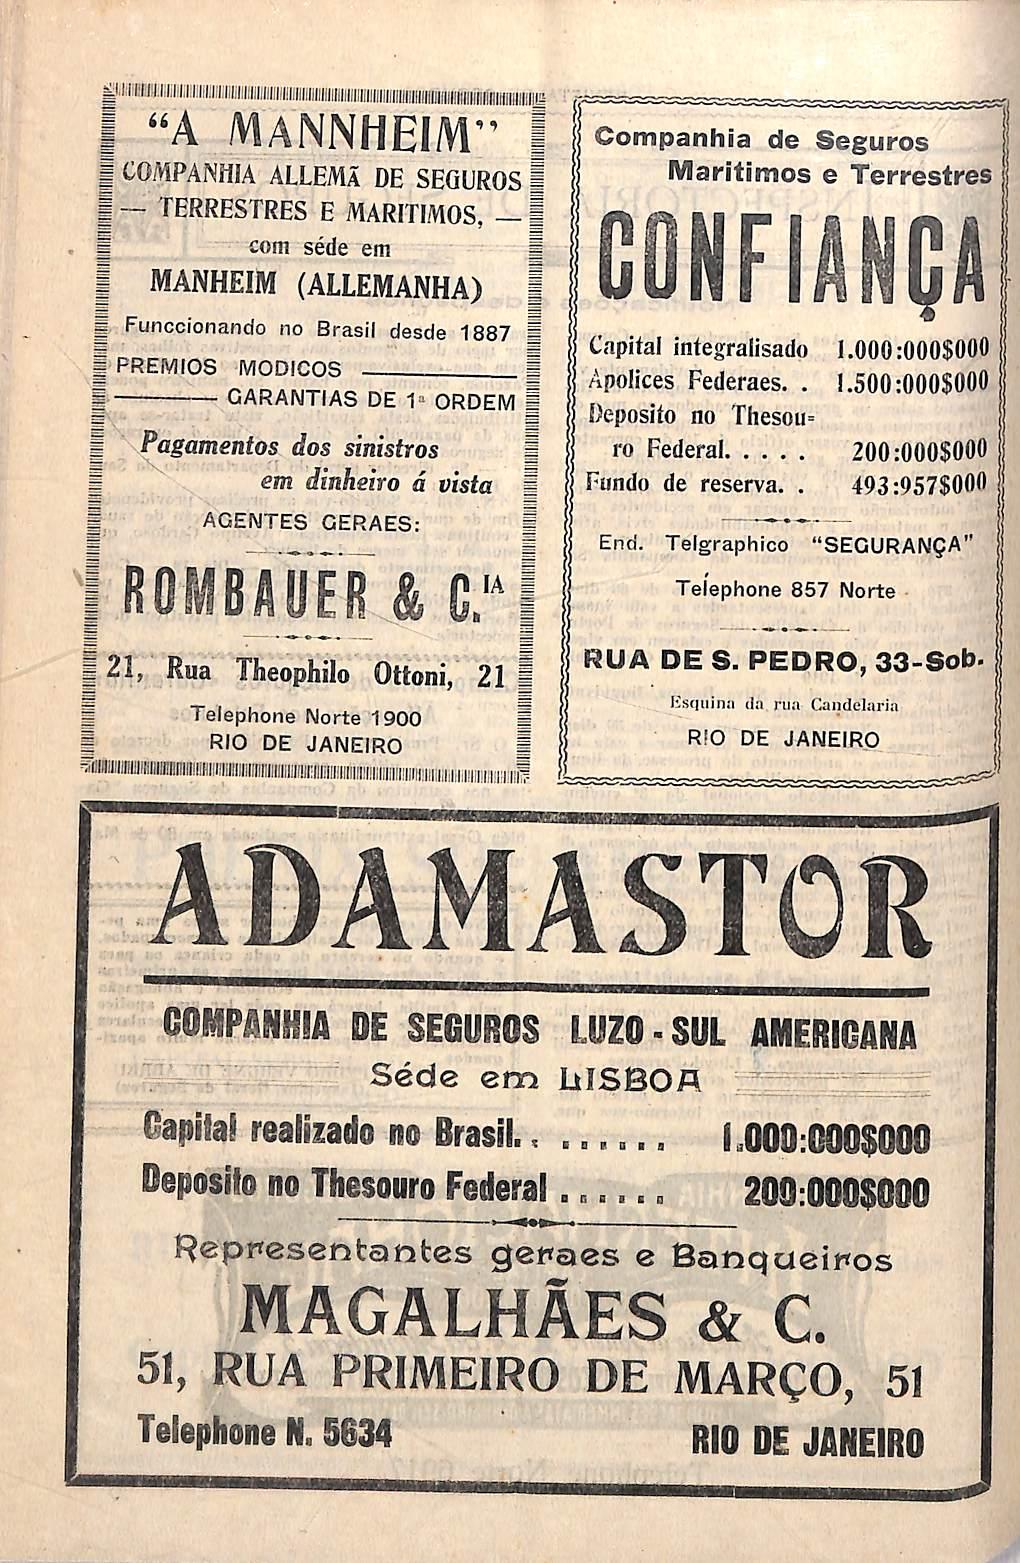 “A MANNHEIM”
COMPANHIA ALLEMÃ DE SEGUROS
— TERRESTRES E MARITIMOS, —
com séde em
MANHEIM (ALLEMANHA)
Funccionando no Brasil desde 1887
PREMIOS MODICOS ————
———— GARANTIAS DE 1ª ORDEM
Pagamentos dos sinistros
em dinheiro á vista
AGENTES GERAES:
ROMBAUER & C.IA
21, Rua Theophilo Ottoni, 21
Telephone Norte 1900
RIO DE JANEIRO
Companhia de Seguros
Maritimos e Terrestres
CONFIANÇA
Capital integralisado 1.000:000$000
Apolices Federaes. . 1.500:000$000
Deposito no Thesou=
ro Federal. . . . . 200:000$000
Fundo de reserva. . 493:957$000
End. Telgraphico “SEGURANÇA”
Telephone 857 Norte
RUA DE S. PEDRO, 33-Sob.
Esquina da rua Candelaria
RIO DE JANEIRO
ADAMASTOR
COMPANHIA DE SEGUROS LUZO - SUL AMERICANA
Séde em LISBOA
Capital realizado no Brasil. . . . . . . . 1.000:000$000
Deposito no Thesouro Federal . . . . . . 200:000$000
Representantes geraes e Banqueiros
MAGALHÃES & C.
51, RUA PRIMEIRO DE MARÇO, 51
Telephone N. 5634 RIO DE JANEIRO